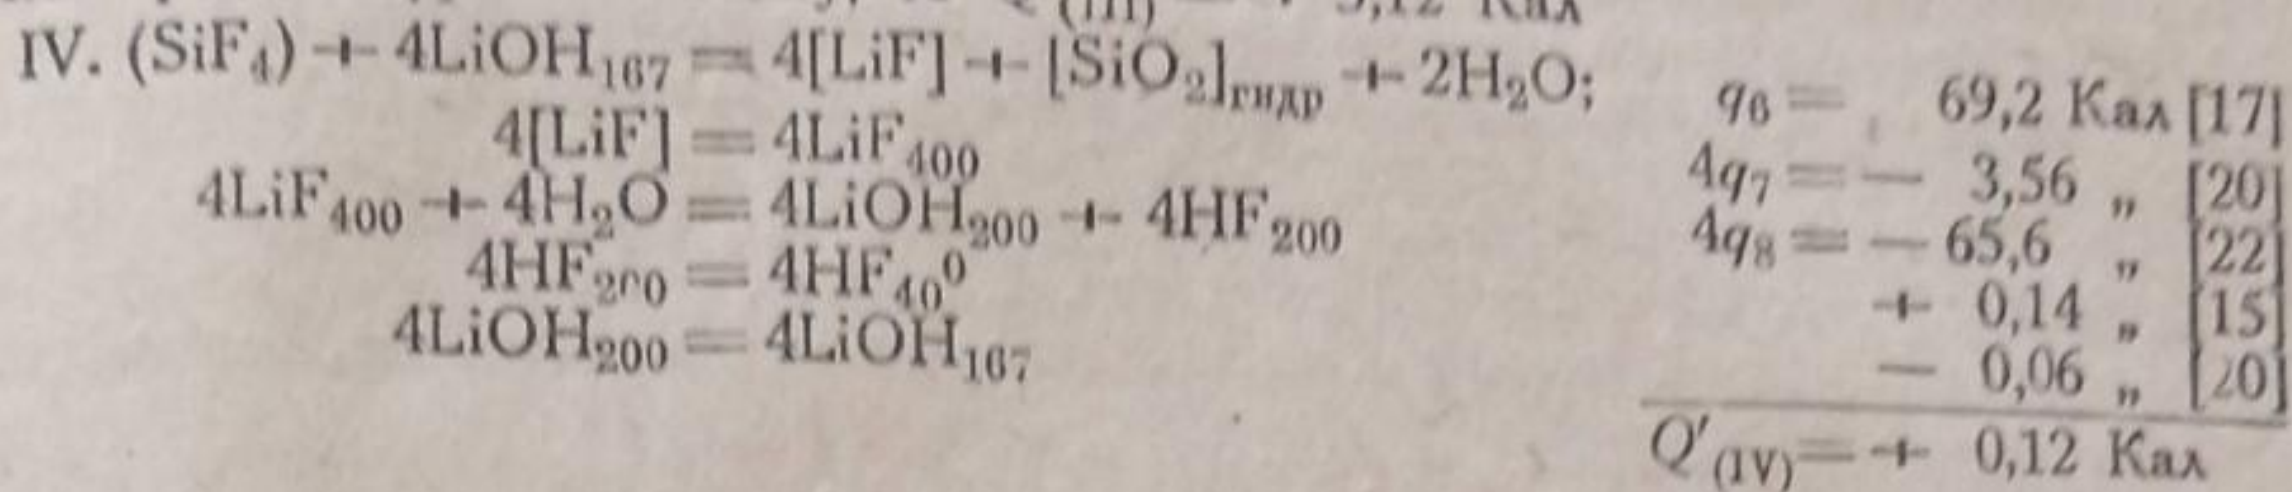 IV. (SiF₄) + 4LiOH₁₆₇ = 4[LiF] + [SiO₂]гидр + 2H₂O; q₆ = 69,2 Кал [17]
4[LiF] = 4LiF₄₀₀ 4q₇ = — 3,56 „ [20]
4LiF₄₀₀ + 4H₂O = 4LiOH₂₀₀ + 4HF₂₀₀ 4q₈ = — 65,6 „ [22]
4HF₂₀₀ = 4HF₄₀⁰ + 0,14 „ [15]
4LiOH₂₀₀ = 4LiOH₁₆₇ — 0,06 „ [20]
Q′(IV) = + 0,12 Кал